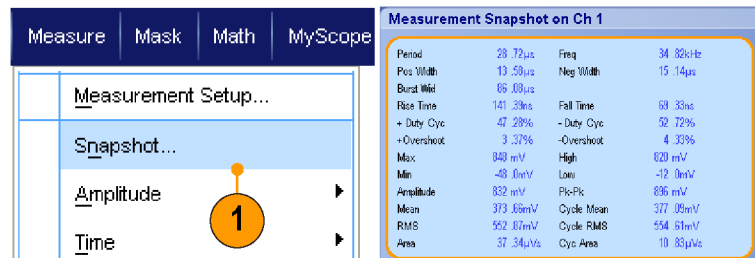 Measure Mask Math MyScope
Measurement Setup...
Snapshot...
Amplitude
1
Time
Measurement Snapshot on Ch 1
Period 28 .72µs Freq 34 .82kHz
Pos Width 13 .58µs Neg Width 15 .14µs
Burst Wid 86 .08µs
Rise Time 141 .39ns Fall Time 69 .33ns
+ Duty Cyc 47 .28% - Duty Cyc 52 .72%
+Overshoot 3 .37% -Overshoot 4 .33%
Max 848 mV High 820 mV
Min -48 .0mV Low -12 .0mV
Amplitude 832 mV Pk-Pk 896 mV
Mean 373 .66mV Cycle Mean 377 .09mV
RMS 552 .87mV Cycle RMS 554 .61mV
Area 37 .34µVs Cyc Area 10 .83µVs